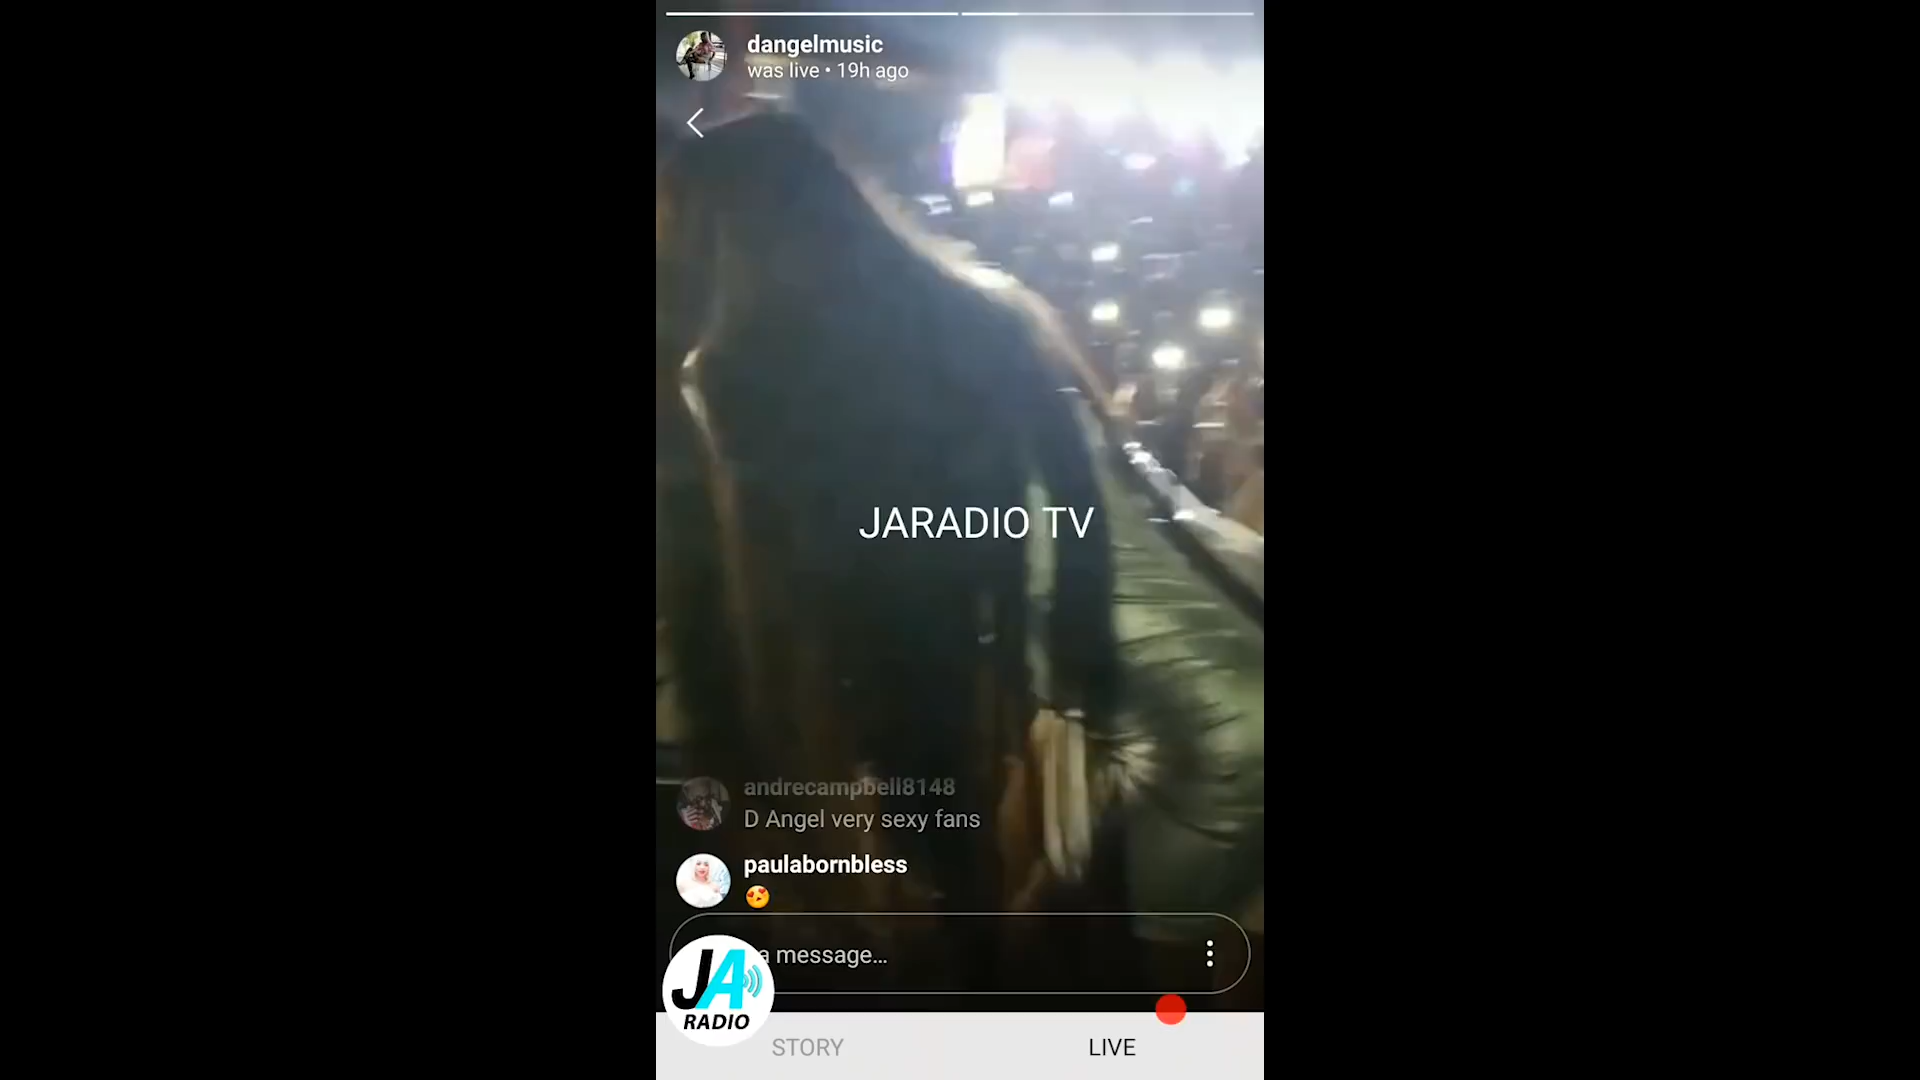 dangelmusic
was live • 19h ago
JARADIO TV
andrecampbell8148
D Angel very sexy fans
paulabornbless
😍
a message...
JA
RADIO
STORY
LIVE